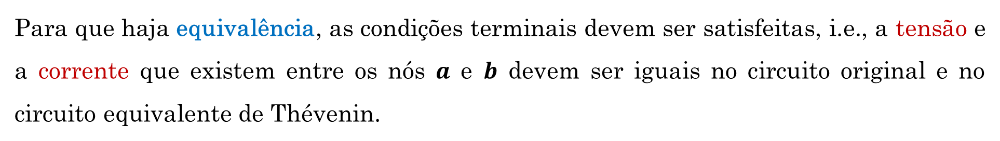 Para que haja equivalência, as condições terminais devem ser satisfeitas, i.e., a tensão e
a corrente que existem entre os nós a e b devem ser iguais no circuito original e no
circuito equivalente de Thévenin.